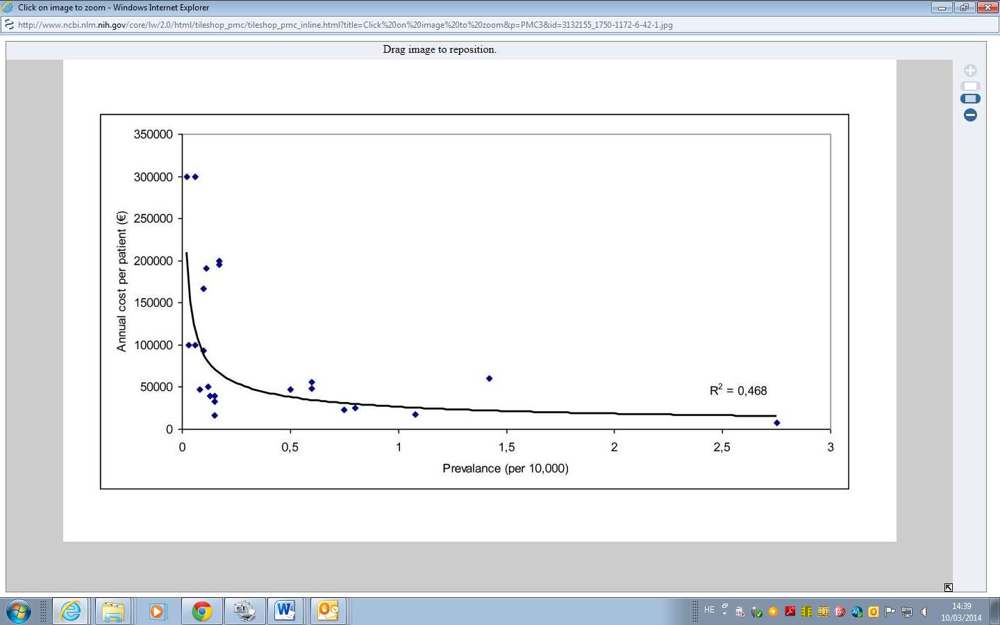 Click on image to zoom - Windows Internet Explorer
http://www.ncbi.nlm.nih.gov/core/lw/2.0/html/tileshop_pmc/tileshop_pmc_inline.html?title=Click%20on%20image%20to%20zoom&p=PMC3&id=3132155_1750-1172-6-42-1.jpg
Drag image to reposition.
350000
300000
250000
200000
150000
100000
50000
0
Annual cost per patient (€)
R² = 0,468
0 0,5 1 1,5 2 2,5 3
Prevalance (per 10,000)
HE
14:39
10/03/2014